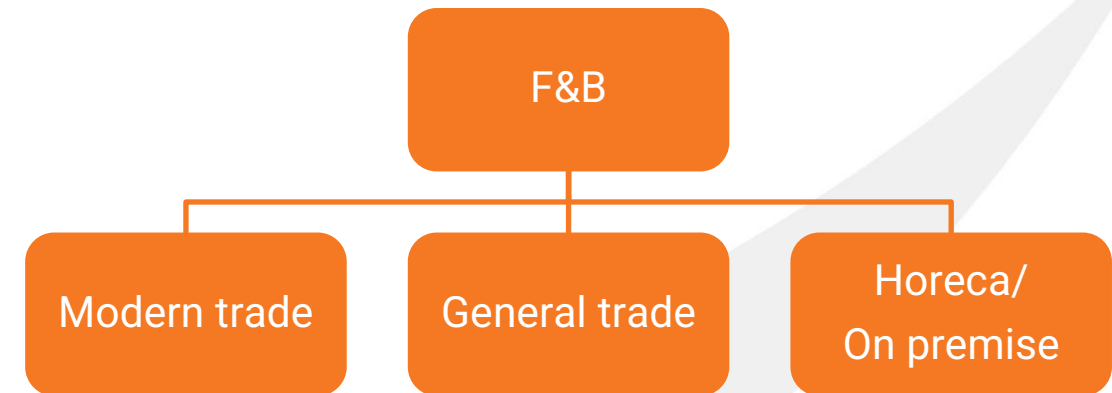 F&B
Modern trade
General trade
Horeca/
On premise